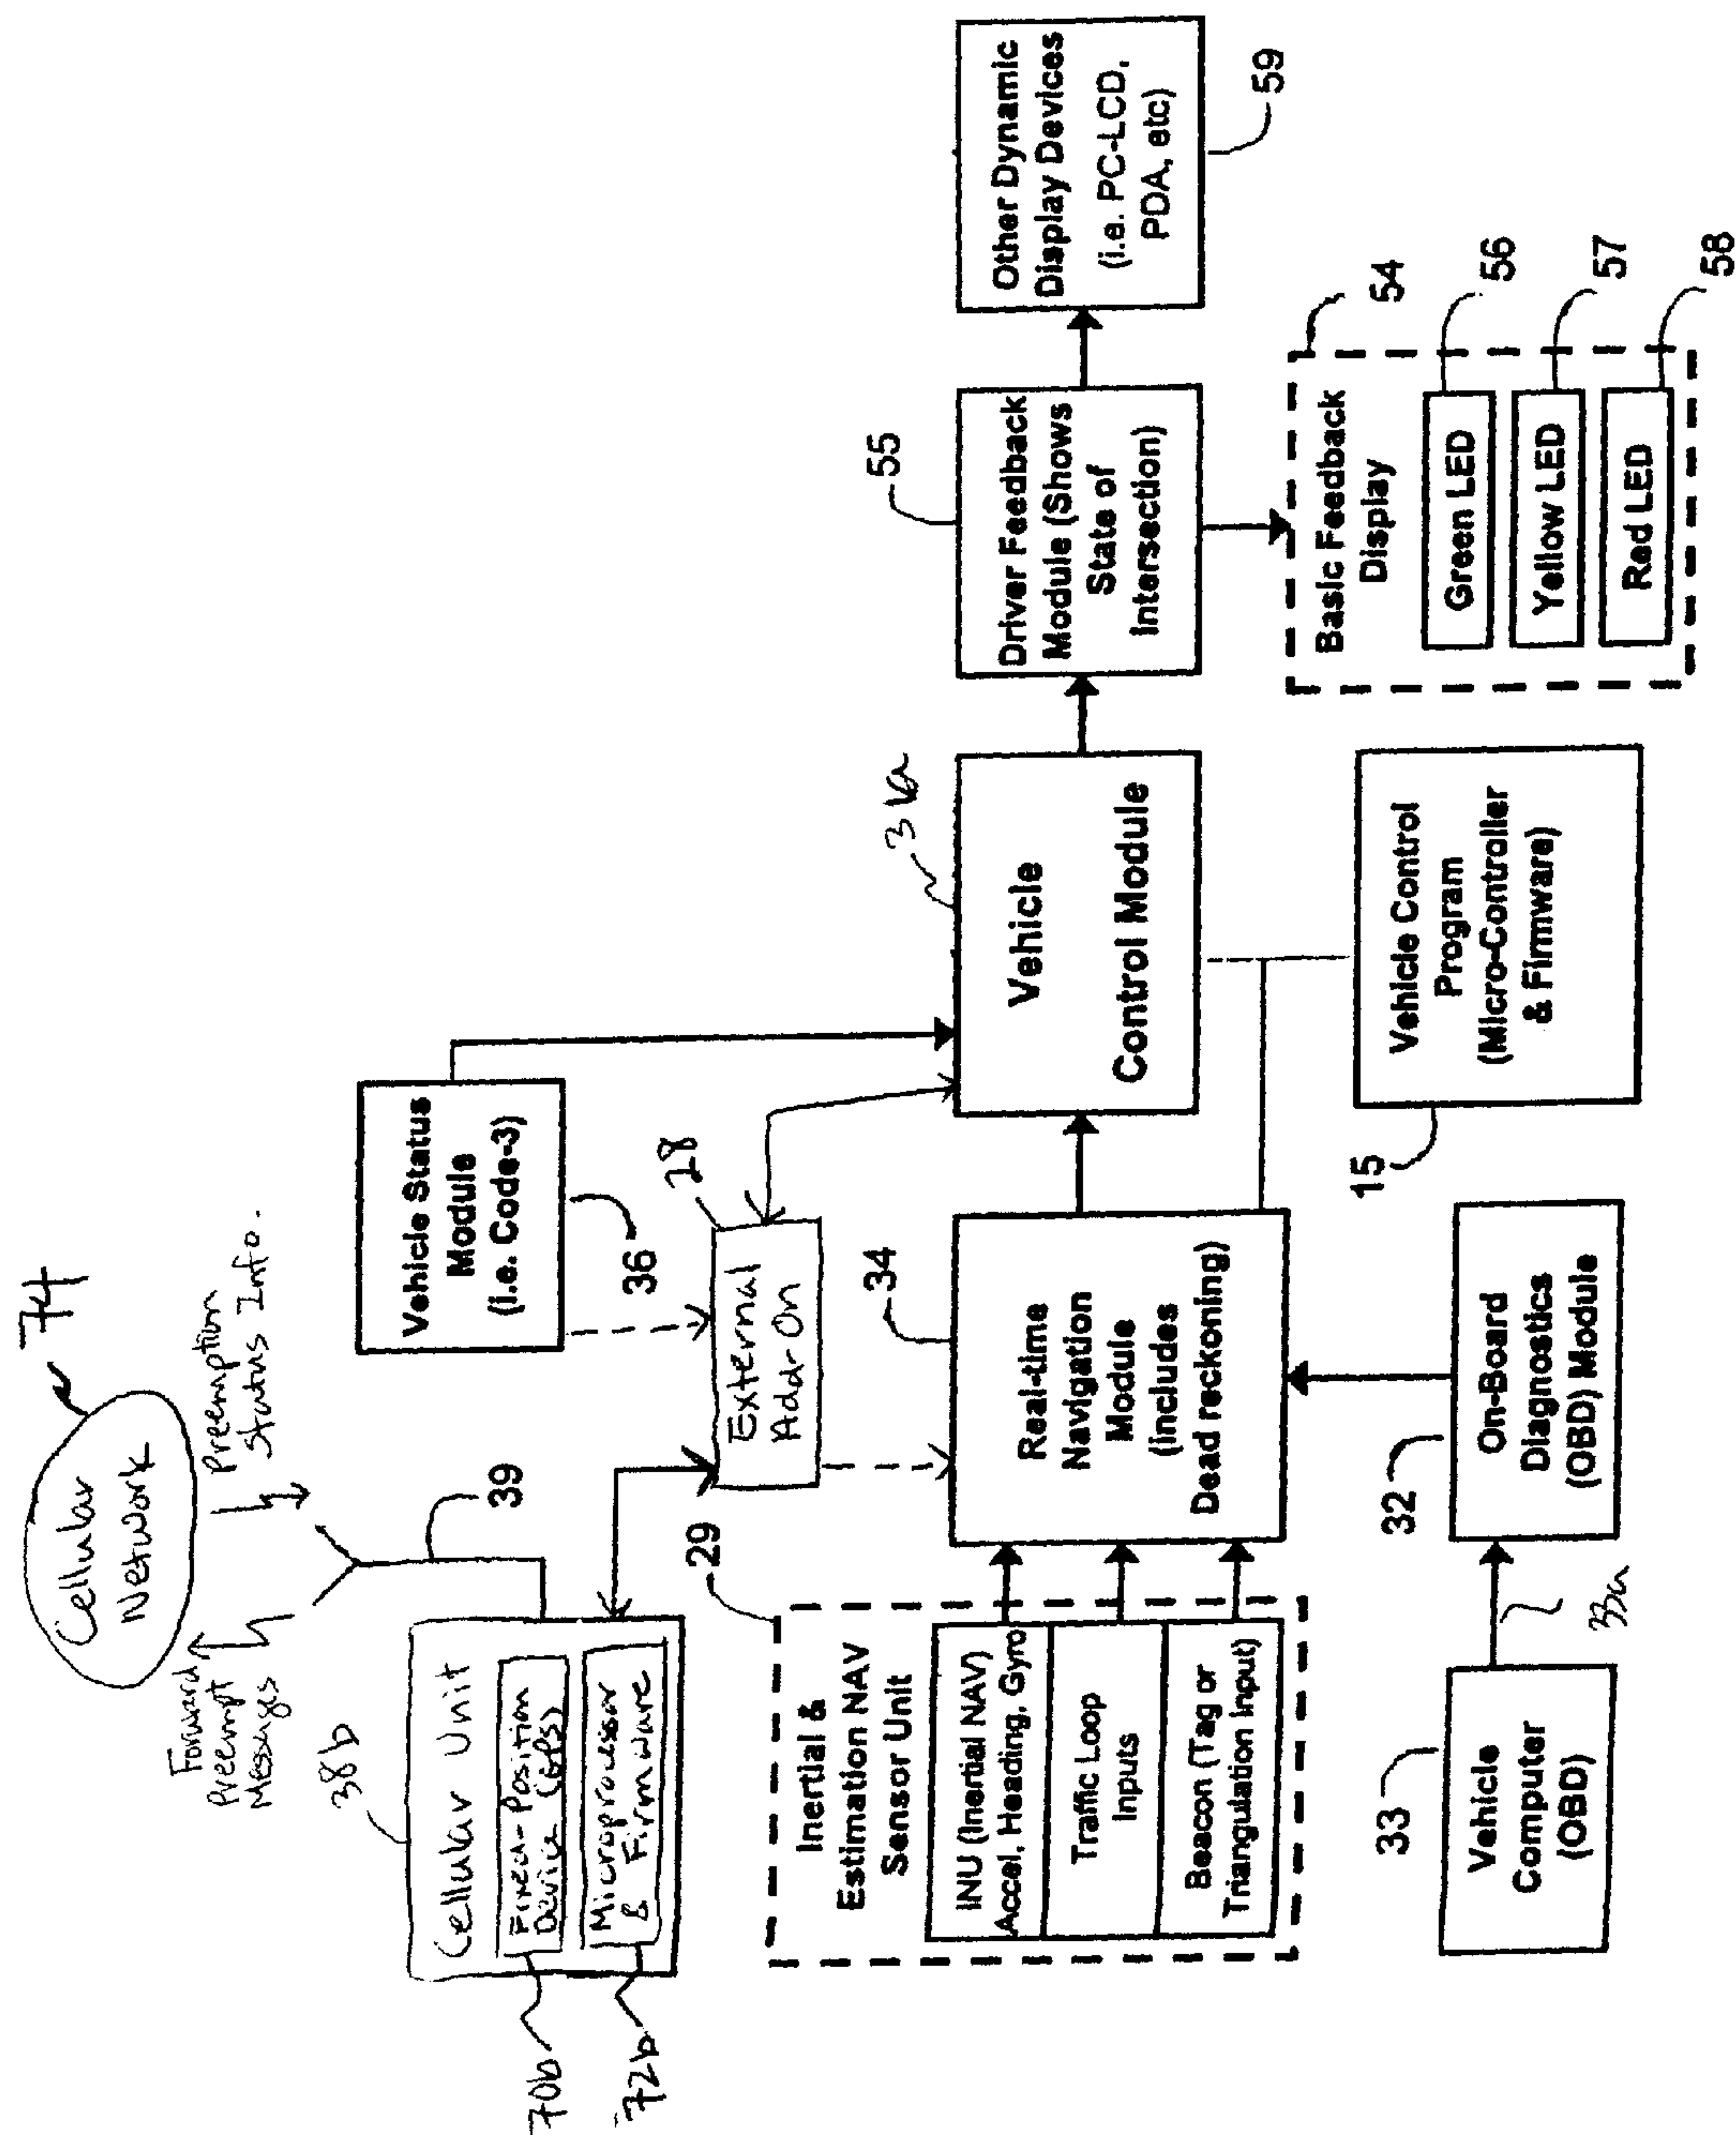 74
Cellular
Network
Forward
Preempt
Messages
Preemption
Status Info.
38b
39
Cellular Unit
Fixed-Position
Device (GPS)
Microprocessor
& Firmware
70b
72b
Vehicle Status
Module
(i.e. Code-3)
36
28
External
Add-On
29
Inertial &
Estimation NAV
Sensor Unit
INU (Inertial NAV)
Accel, Heading, Gyro
Traffic Loop
Inputs
Beacon (Tag or
Triangulation Input)
34
Real-time
Navigation
Module
(includes
Dead reckoning)
Vehicle
Control Module
55
Driver Feedback
Module (Shows
State of
Intersection)
Other Dynamic
Display Devices
(i.e. PC-LCD,
PDA, etc)
59
33
Vehicle
Computer
(OBD)
33a
32
On-Board
Diagnostics
(OBD) Module
15
Vehicle Control
Program
(Micro-Controller
& Firmware)
Basic Feedback
Display
54
Green LED
56
Yellow LED
57
Red LED
58